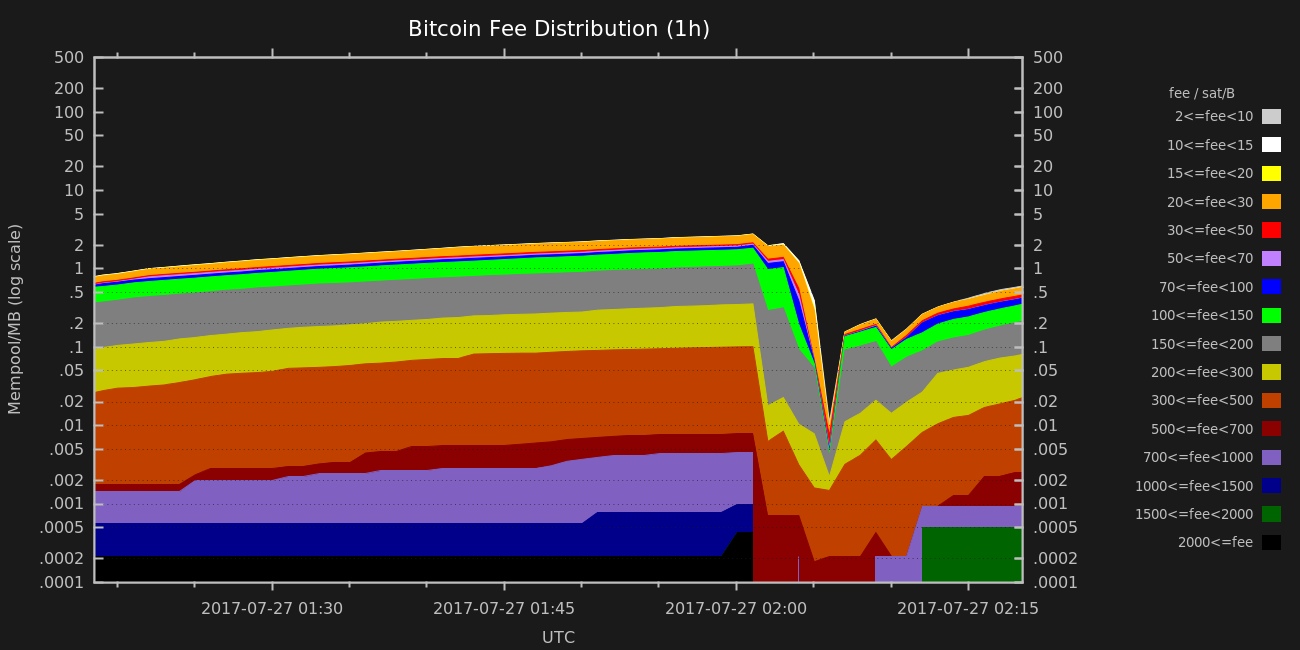 Bitcoin Fee Distribution (1h)
500 500
200 200
100 100
50 50
20 20
10 10
5 5
2 2
1 1
.5 .5
.2 .2
.1 .1
.05 .05
.02 .02
.01 .01
.005 .005
.002 .002
.001 .001
.0005 .0005
.0002 .0002
.0001 .0001
Mempool/MB (log scale)
2017-07-27 01:30 2017-07-27 01:45 2017-07-27 02:00 2017-07-27 02:15
UTC
fee / sat/B
2<=fee<10
10<=fee<15
15<=fee<20
20<=fee<30
30<=fee<50
50<=fee<70
70<=fee<100
100<=fee<150
150<=fee<200
200<=fee<300
300<=fee<500
500<=fee<700
700<=fee<1000
1000<=fee<1500
1500<=fee<2000
2000<=fee